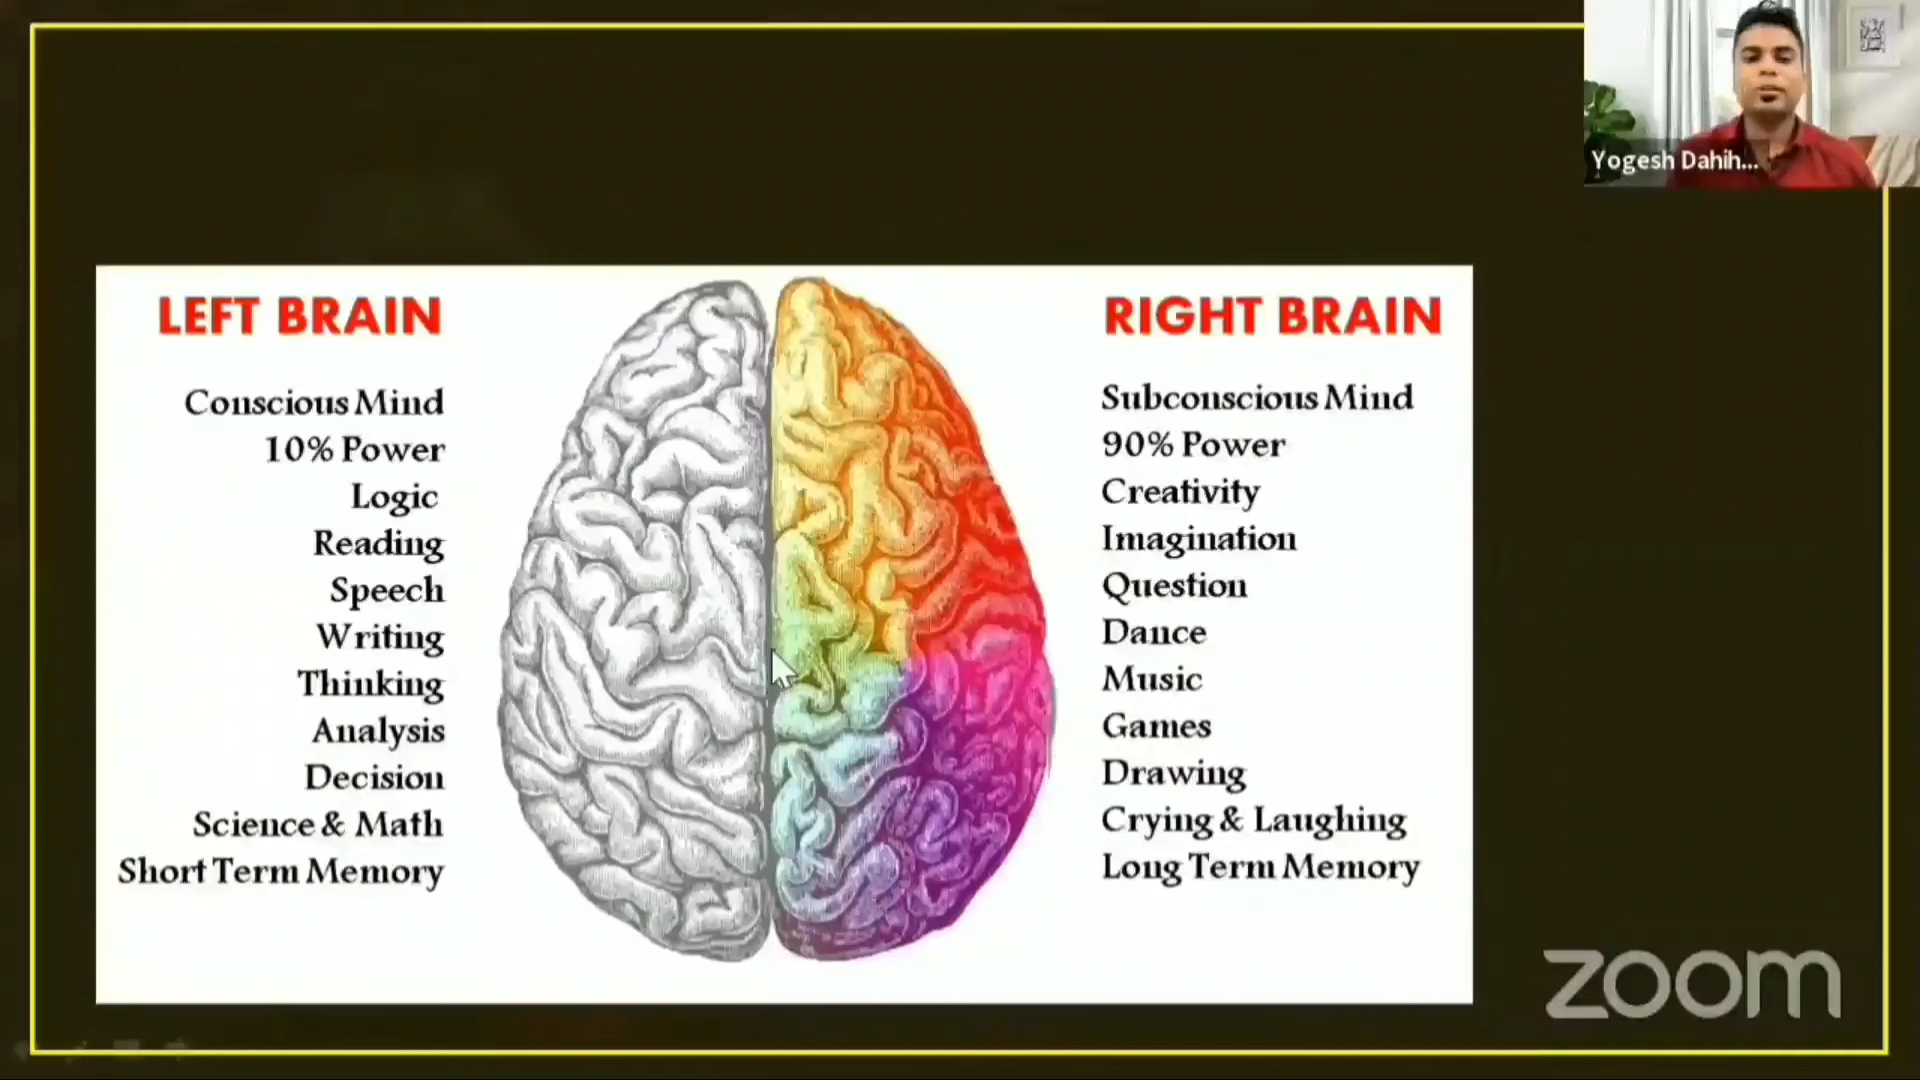 Yogesh Dahih...
LEFT BRAIN
Conscious Mind
10% Power
Logic
Reading
Speech
Writing
Thinking
Analysis
Decision
Science & Math
Short Term Memory
RIGHT BRAIN
Subconscious Mind
90% Power
Creativity
Imagination
Question
Dance
Music
Games
Drawing
Crying & Laughing
Long Term Memory
zoom